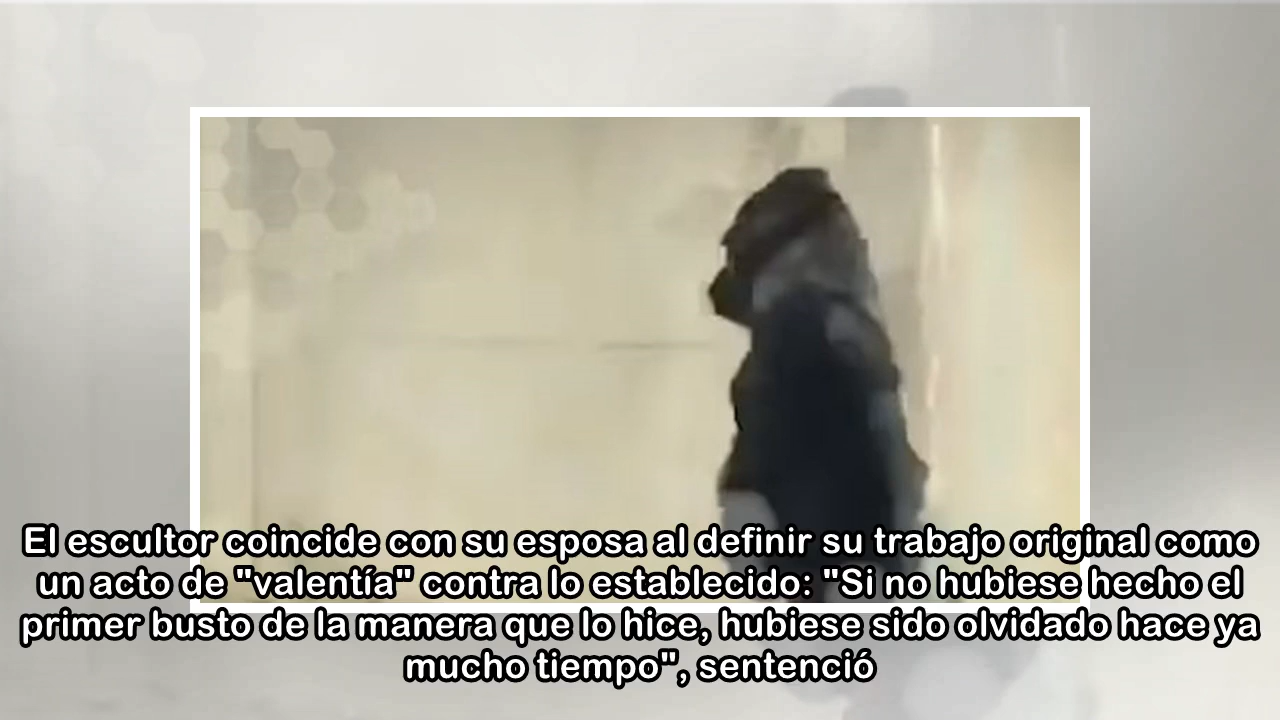 El escultor coincide con su esposa al definir su trabajo original como
un acto de "valentía" contra lo establecido: "Si no hubiese hecho el
primer busto de la manera que lo hice, hubiese sido olvidado hace ya
mucho tiempo", sentenció